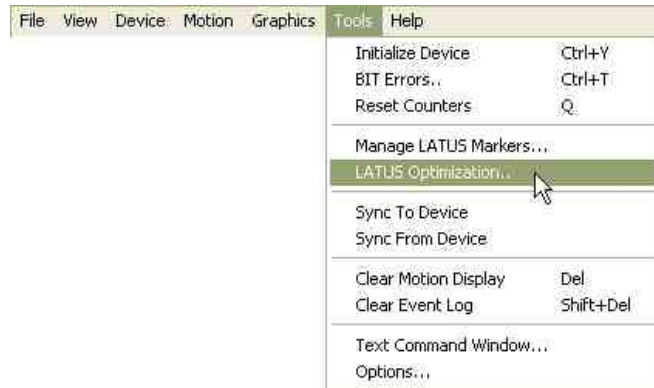 File View Device Motion Graphics Tools Help
Initialize Device Ctrl+Y
BIT Errors.. Ctrl+T
Reset Counters Q
Manage LATUS Markers...
LATUS Optimization...
Sync To Device
Sync From Device
Clear Motion Display Del
Clear Event Log Shift+Del
Text Command Window...
Options...